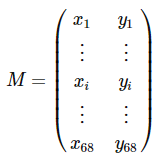 x₁ y₁
⋮ ⋮
M = xᵢ yᵢ
⋮ ⋮
x₆₈ y₆₈